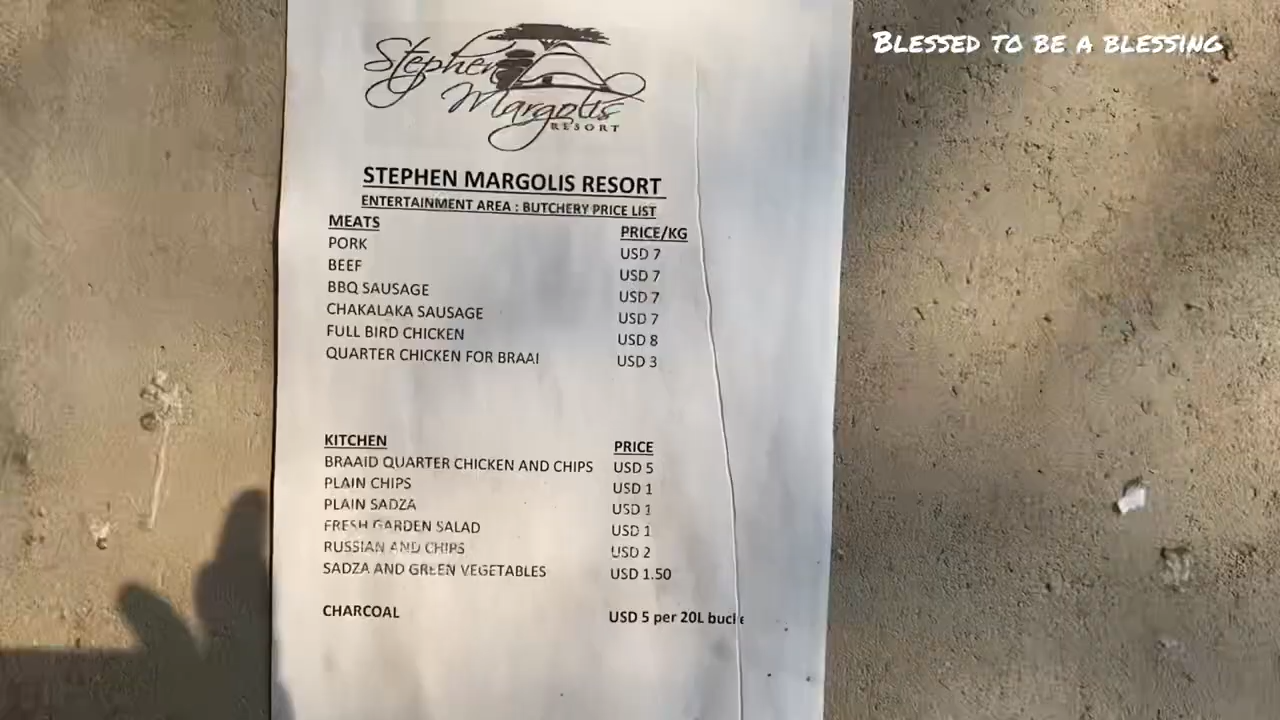 Blessed to be a blessing
Stephen
Margolis
RESORT
STEPHEN MARGOLIS RESORT
ENTERTAINMENT AREA : BUTCHERY PRICE LIST
MEATS PRICE/KG
PORK USD 7
BEEF USD 7
BBQ SAUSAGE USD 7
CHAKALAKA SAUSAGE USD 7
FULL BIRD CHICKEN USD 8
QUARTER CHICKEN FOR BRAAI USD 3
KITCHEN PRICE
BRAAID QUARTER CHICKEN AND CHIPS USD 5
PLAIN CHIPS USD 1
PLAIN SADZA USD 1
FRESH GARDEN SALAD USD 1
RUSSIAN AND CHIPS USD 2
SADZA AND GREEN VEGETABLES USD 1.50
CHARCOAL USD 5 per 20L